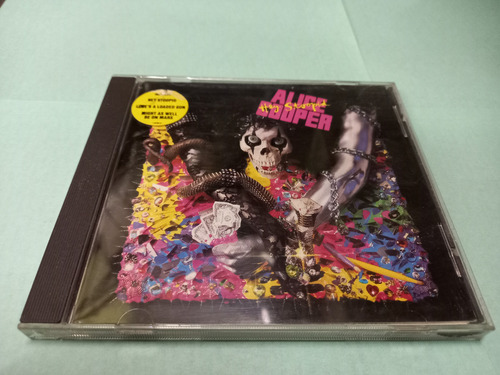 HEY STOOPID
LOVE'S A LOADED GUN
MIGHT AS WELL
BE ON MARS
ALICE
Hey Stoopid
COOPER